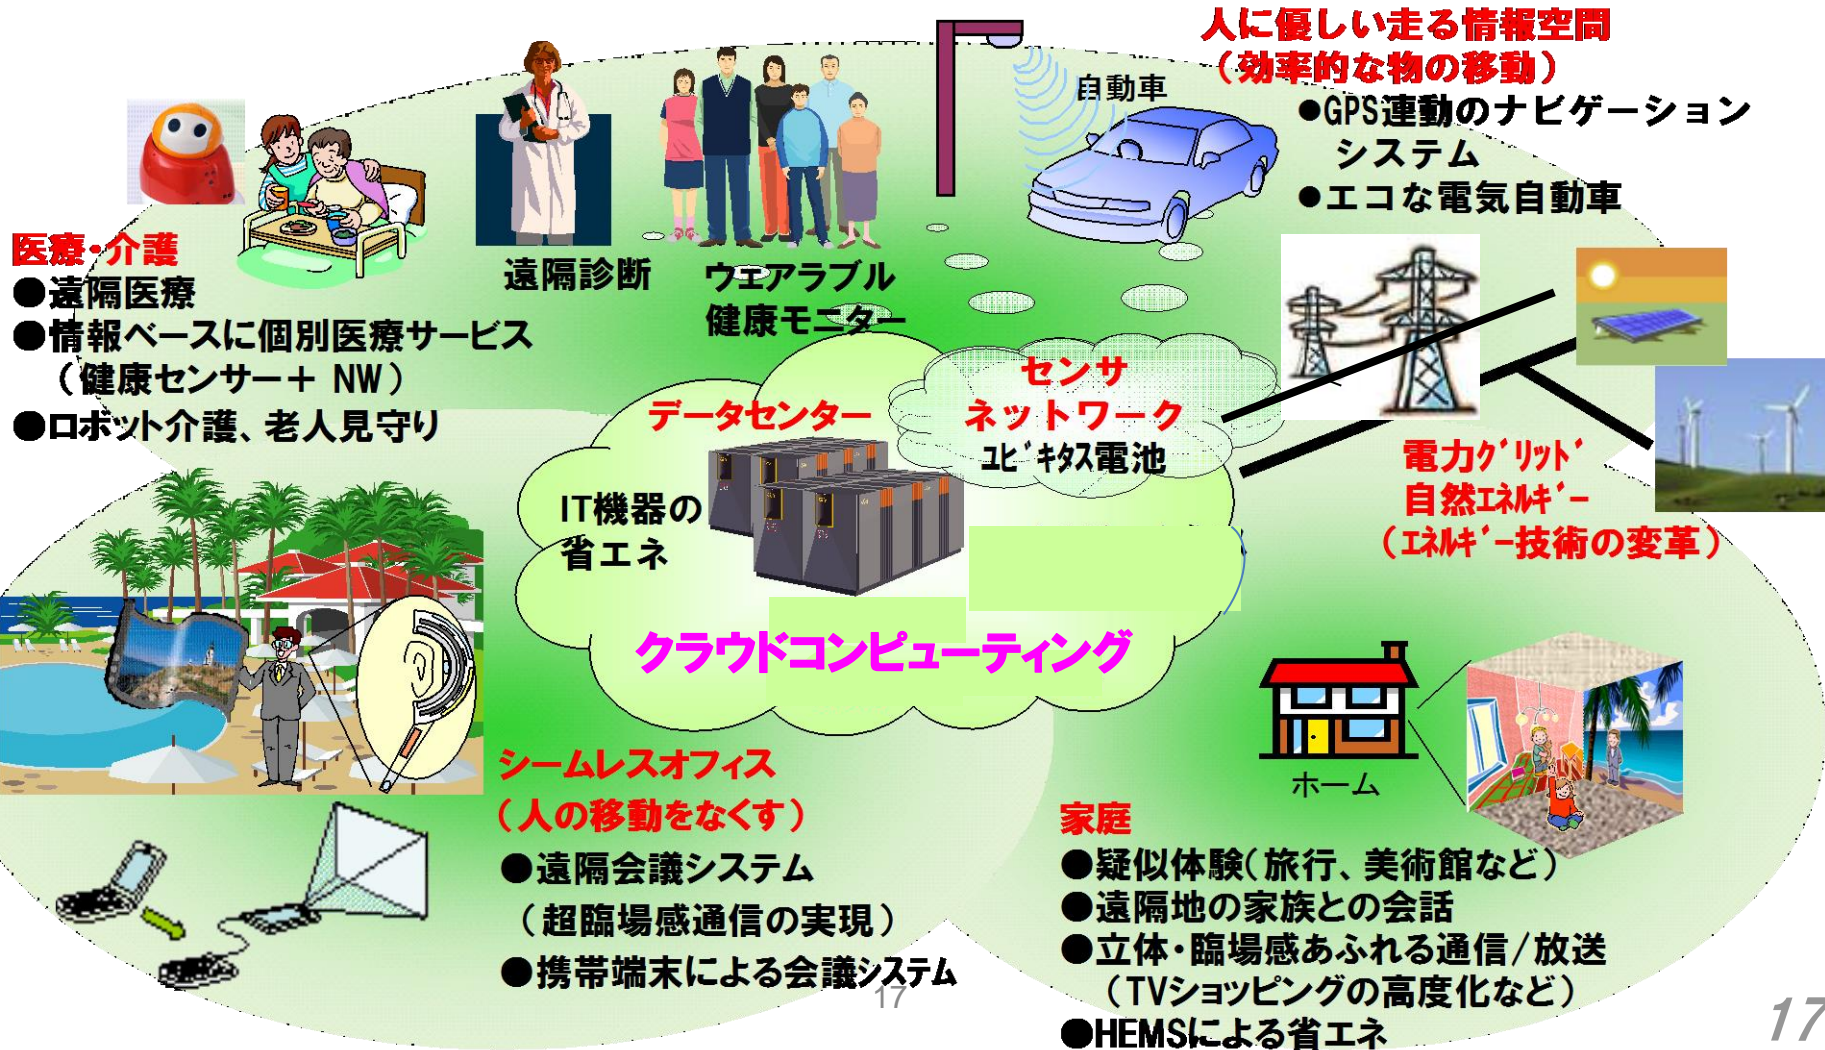 人に優しい走る情報空間
（効率的な物の移動）
●GPS連動のナビゲーション
システム
●エコな電気自動車
自動車
医療・介護
●遠隔医療
●情報ベースに個別医療サービス
（健康センサー＋ NW）
●ロボット介護、老人見守り
遠隔診断
ウェアラブル
健康モニター
センサ
ネットワーク
ﾕﾋﾞｷﾀｽ電池
データセンター
IT機器の
省エネ
クラウドコンピューティング
電力ｸﾞﾘｯﾄﾞ
自然ｴﾈﾙｷﾞｰ
（ｴﾈﾙｷﾞｰ技術の変革）
シームレスオフィス
（人の移動をなくす）
●遠隔会議システム
（超臨場感通信の実現）
●携帯端末による会議システム
ホーム
家庭
●疑似体験（旅行、美術館など）
●遠隔地の家族との会話
●立体・臨場感あふれる通信/放送
（TVショッピングの高度化など）
●HEMSによる省エネ
17
17